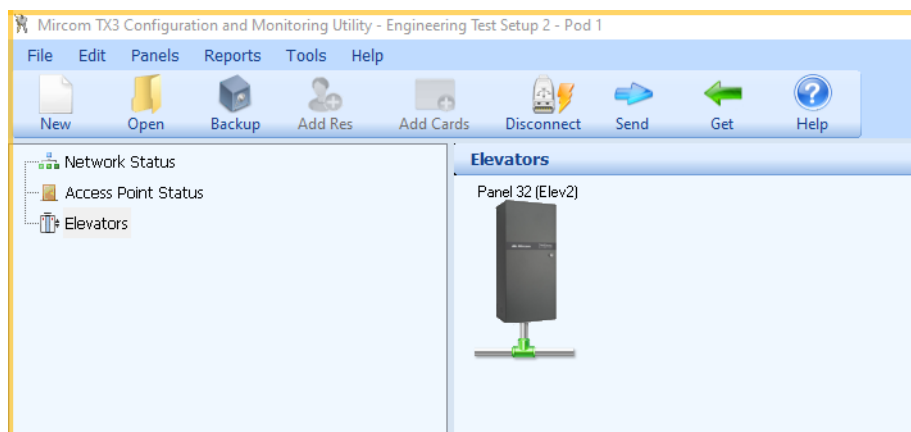 Mircom TX3 Configuration and Monitoring Utility - Engineering Test Setup 2 - Pod 1
File Edit Panels Reports Tools Help
New Open Backup Add Res Add Cards Disconnect Send Get Help
Network Status
Access Point Status
Elevators
Elevators
Panel 32 (Elev2)